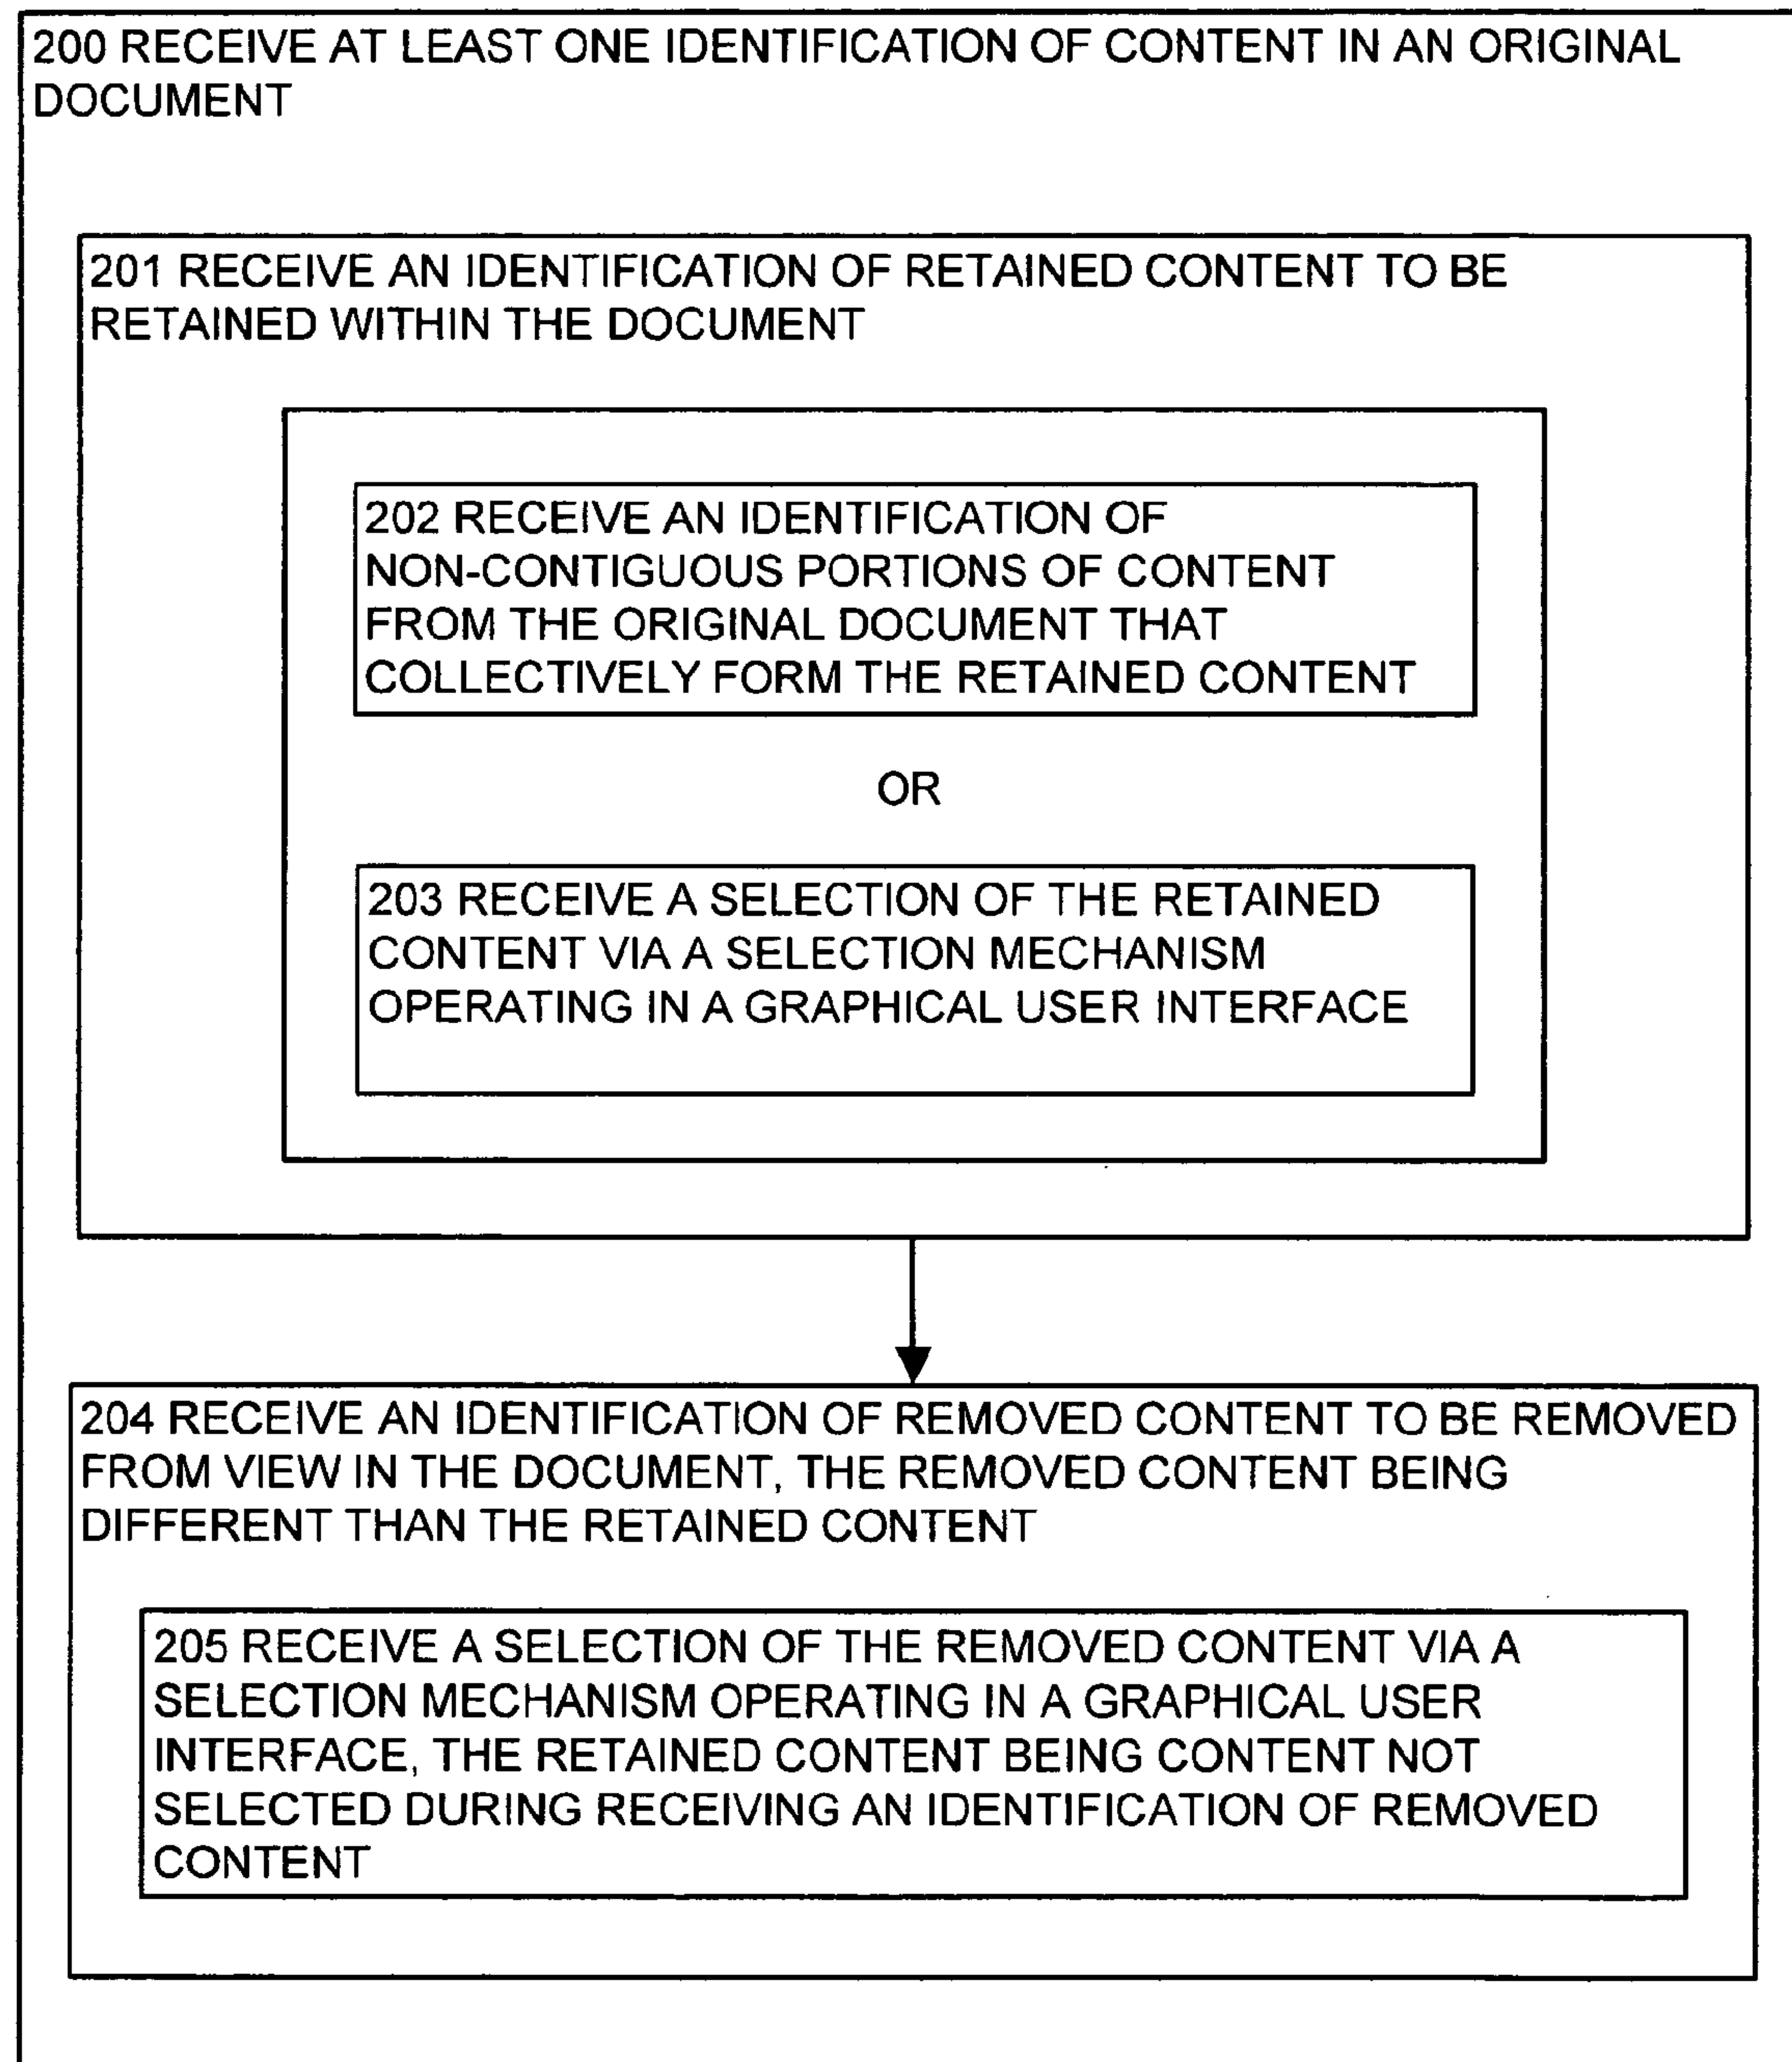 200 RECEIVE AT LEAST ONE IDENTIFICATION OF CONTENT IN AN ORIGINAL
DOCUMENT
201 RECEIVE AN IDENTIFICATION OF RETAINED CONTENT TO BE
RETAINED WITHIN THE DOCUMENT
202 RECEIVE AN IDENTIFICATION OF
NON-CONTIGUOUS PORTIONS OF CONTENT
FROM THE ORIGINAL DOCUMENT THAT
COLLECTIVELY FORM THE RETAINED CONTENT
OR
203 RECEIVE A SELECTION OF THE RETAINED
CONTENT VIA A SELECTION MECHANISM
OPERATING IN A GRAPHICAL USER INTERFACE
204 RECEIVE AN IDENTIFICATION OF REMOVED CONTENT TO BE REMOVED
FROM VIEW IN THE DOCUMENT, THE REMOVED CONTENT BEING
DIFFERENT THAN THE RETAINED CONTENT
205 RECEIVE A SELECTION OF THE REMOVED CONTENT VIA A
SELECTION MECHANISM OPERATING IN A GRAPHICAL USER
INTERFACE, THE RETAINED CONTENT BEING CONTENT NOT
SELECTED DURING RECEIVING AN IDENTIFICATION OF REMOVED
CONTENT